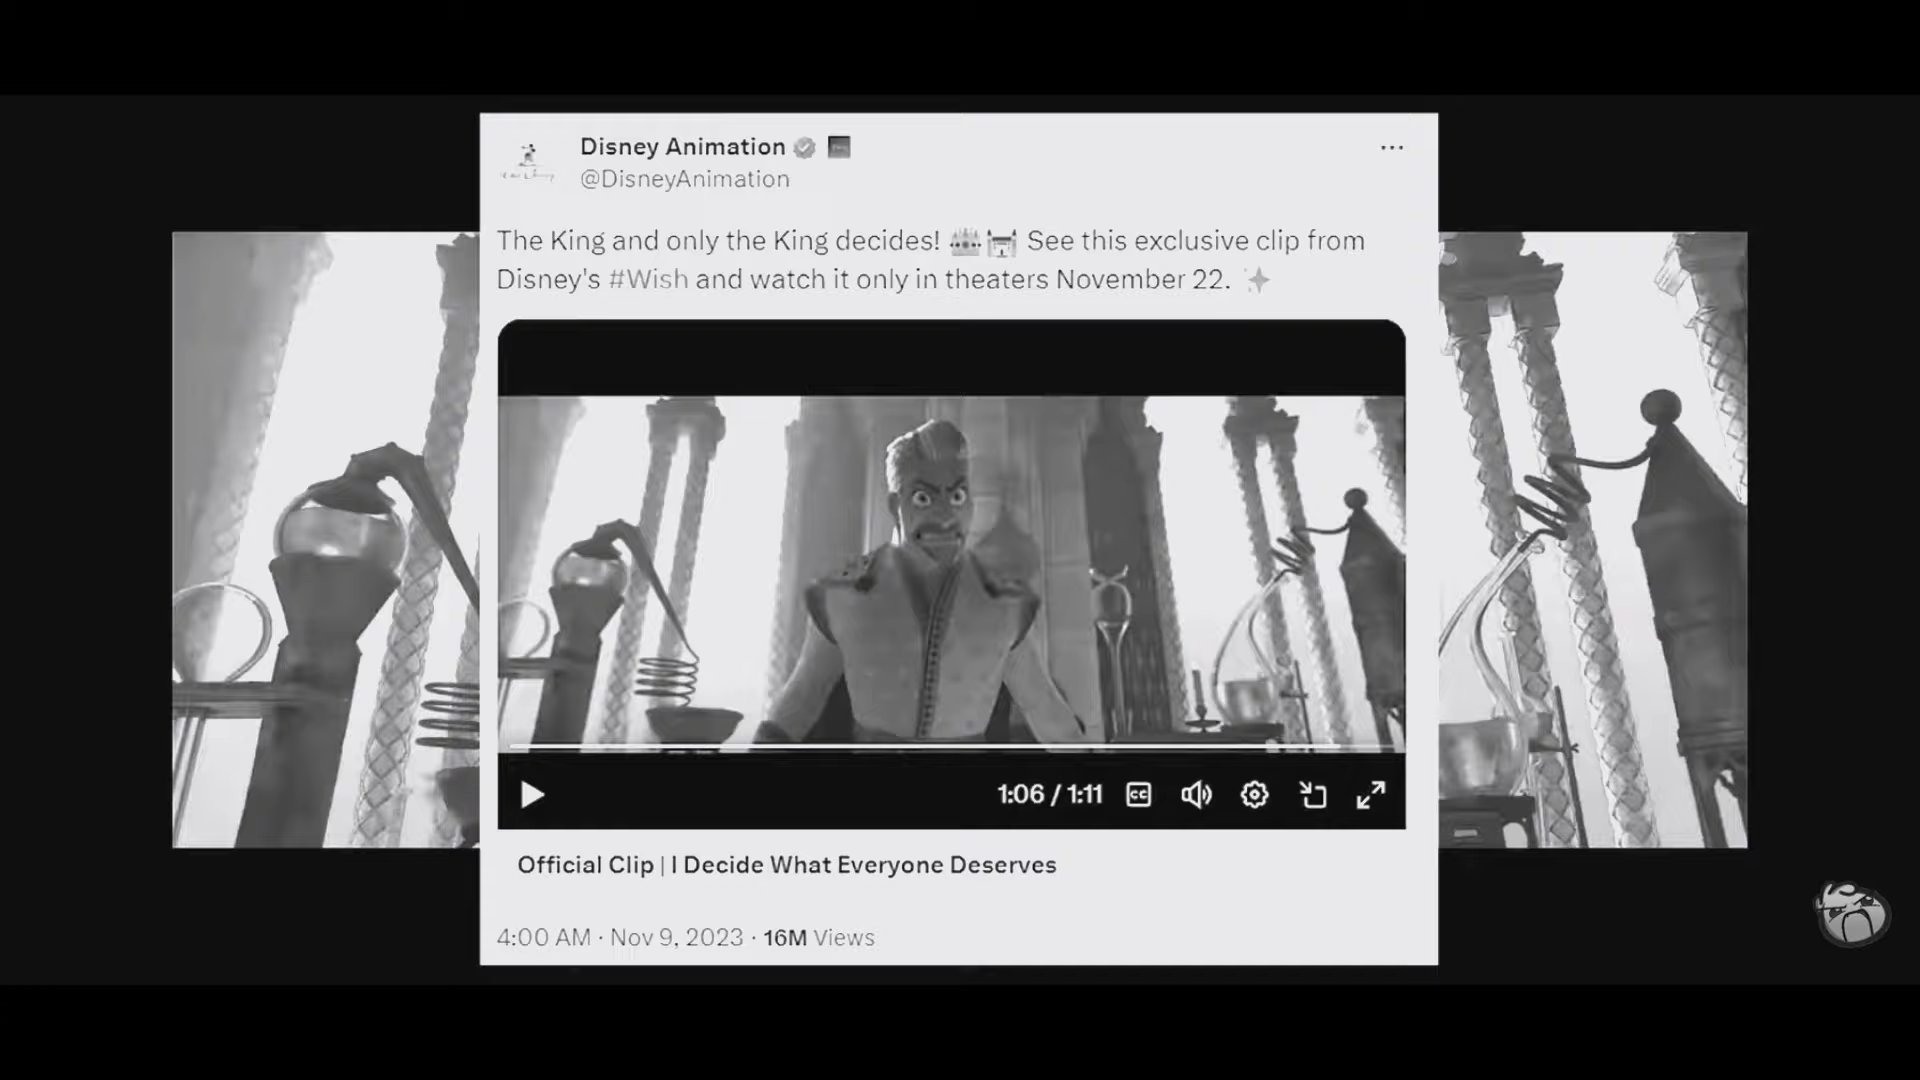 Disney Animation
@DisneyAnimation
The King and only the King decides! 🏰🏰 See this exclusive clip from
Disney's #Wish and watch it only in theaters November 22. ✨
1:06 / 1:11 CC
Official Clip | I Decide What Everyone Deserves
4:00 AM · Nov 9, 2023 · 16M Views